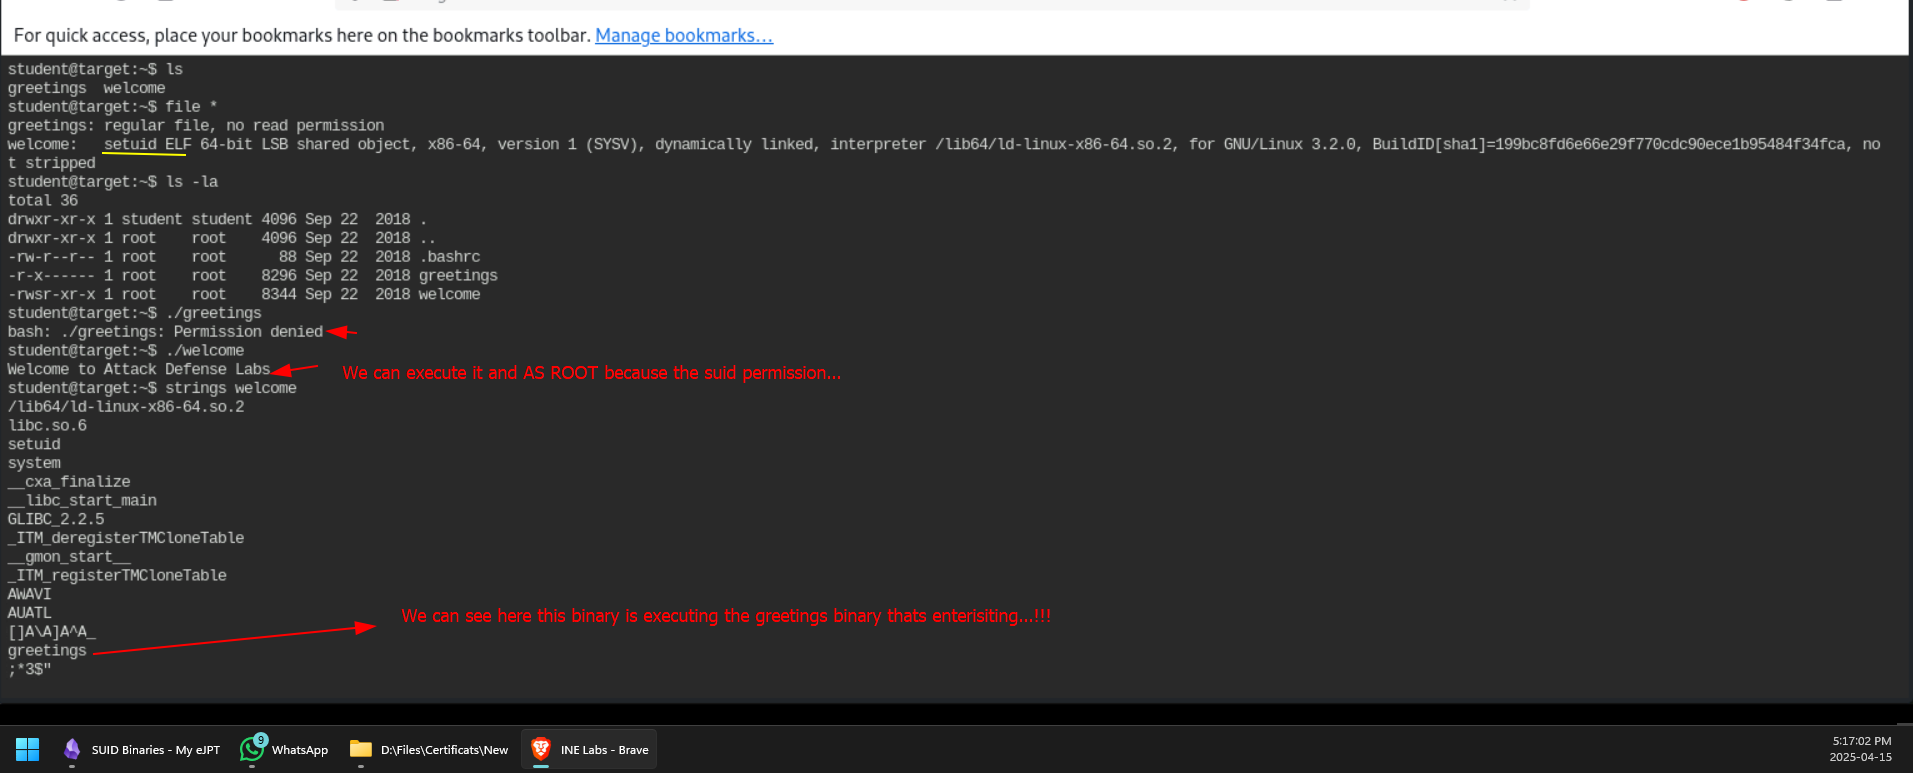 For quick access, place your bookmarks here on the bookmarks toolbar. Manage bookmarks...
student@target:~$ ls
greetings  welcome
student@target:~$ file *
greetings: regular file, no read permission
welcome:   setuid ELF 64-bit LSB shared object, x86-64, version 1 (SYSV), dynamically linked, interpreter /lib64/ld-linux-x86-64.so.2, for GNU/Linux 3.2.0, BuildID[sha1]=199bc8fd6e66e29f770cdc90ece1b95484f34fca, no
t stripped
student@target:~$ ls -la
total 36
drwxr-xr-x 1 student student 4096 Sep 22  2018 .
drwxr-xr-x 1 root    root    4096 Sep 22  2018 ..
-rw-r--r-- 1 root    root      88 Sep 22  2018 .bashrc
-r-x------ 1 root    root    8296 Sep 22  2018 greetings
-rwsr-xr-x 1 root    root    8344 Sep 22  2018 welcome
student@target:~$ ./greetings
bash: ./greetings: Permission denied
student@target:~$ ./welcome
Welcome to Attack Defense Labs
We can execute it and AS ROOT because the suid permission...
student@target:~$ strings welcome
/lib64/ld-linux-x86-64.so.2
libc.so.6
setuid
system
__cxa_finalize
__libc_start_main
GLIBC_2.2.5
_ITM_deregisterTMCloneTable
__gmon_start__
_ITM_registerTMCloneTable
AWAVI
AUATL
We can see here this binary is executing the greetings binary thats enterisiting...!!!
[]A\A]A^A_
greetings
;*3$"
SUID Binaries - My eJPT
9
WhatsApp
D:\Files\Certificats\New
INE Labs - Brave
5:17:02 PM
2025-04-15